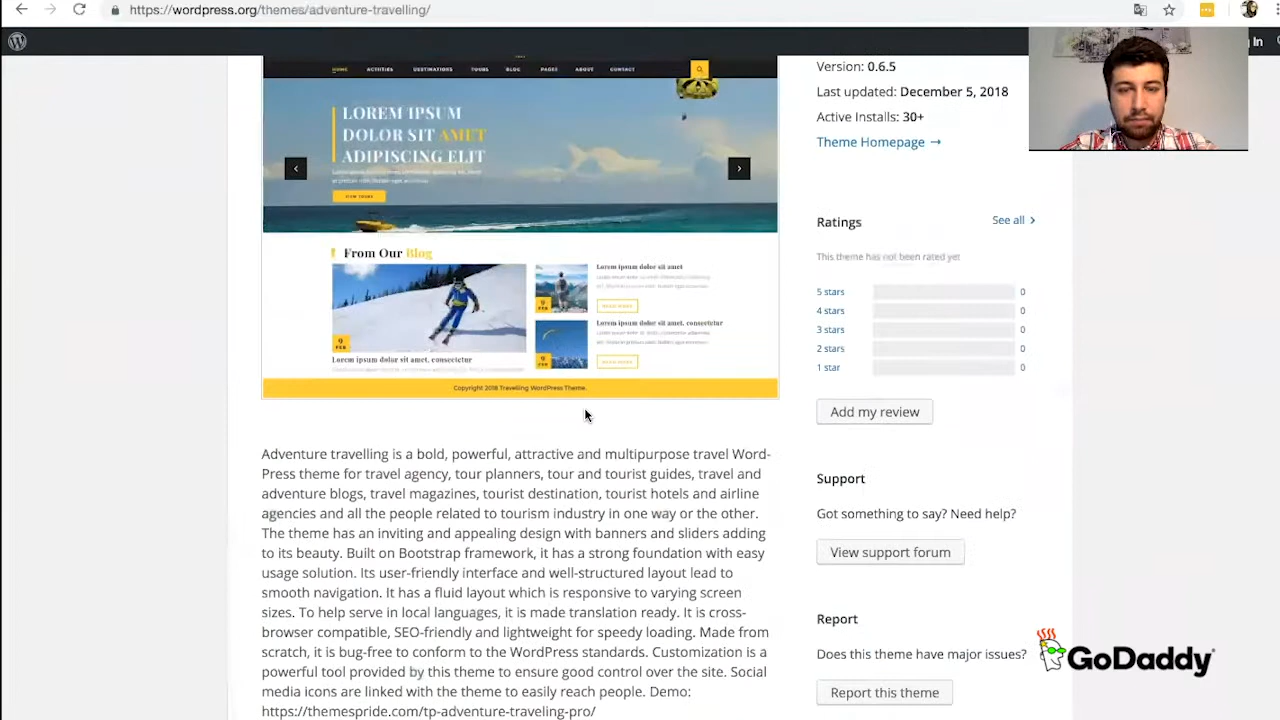 https://wordpress.org/themes/adventure-travelling/
In
HOME ACTIVITIES DESTINATIONS TOURS BLOG PAGES ABOUT CONTACT
LOREM IPSUM
DOLOR SIT AMET
ADIPISCING ELIT
VIEW TOURS
From Our Blog
9
FEB
Lorem ipsum dolor sit amet, consectetur
9
FEB
Lorem ipsum dolor sit amet
READ MORE
9
FEB
Lorem ipsum dolor sit amet, consectetur
READ MORE
Copyright 2018 Travelling WordPress Theme.
Adventure travelling is a bold, powerful, attractive and multipurpose travel Word-
Press theme for travel agency, tour planners, tour and tourist guides, travel and
adventure blogs, travel magazines, tourist destination, tourist hotels and airline
agencies and all the people related to tourism industry in one way or the other.
The theme has an inviting and appealing design with banners and sliders adding
to its beauty. Built on Bootstrap framework, it has a strong foundation with easy
usage solution. Its user-friendly interface and well-structured layout lead to
smooth navigation. It has a fluid layout which is responsive to varying screen
sizes. To help serve in local languages, it is made translation ready. It is cross-
browser compatible, SEO-friendly and lightweight for speedy loading. Made from
scratch, it is bug-free to conform to the WordPress standards. Customization is a
powerful tool provided by this theme to ensure good control over the site. Social
media icons are linked with the theme to easily reach people. Demo:
https://themespride.com/tp-adventure-traveling-pro/
Version: 0.6.5
Last updated: December 5, 2018
Active Installs: 30+
Theme Homepage →
Ratings See all >
This theme has not been rated yet
5 stars 0
4 stars 0
3 stars 0
2 stars 0
1 star 0
Add my review
Support
Got something to say? Need help?
View support forum
Report
Does this theme have major issues?
Report this theme
GoDaddy